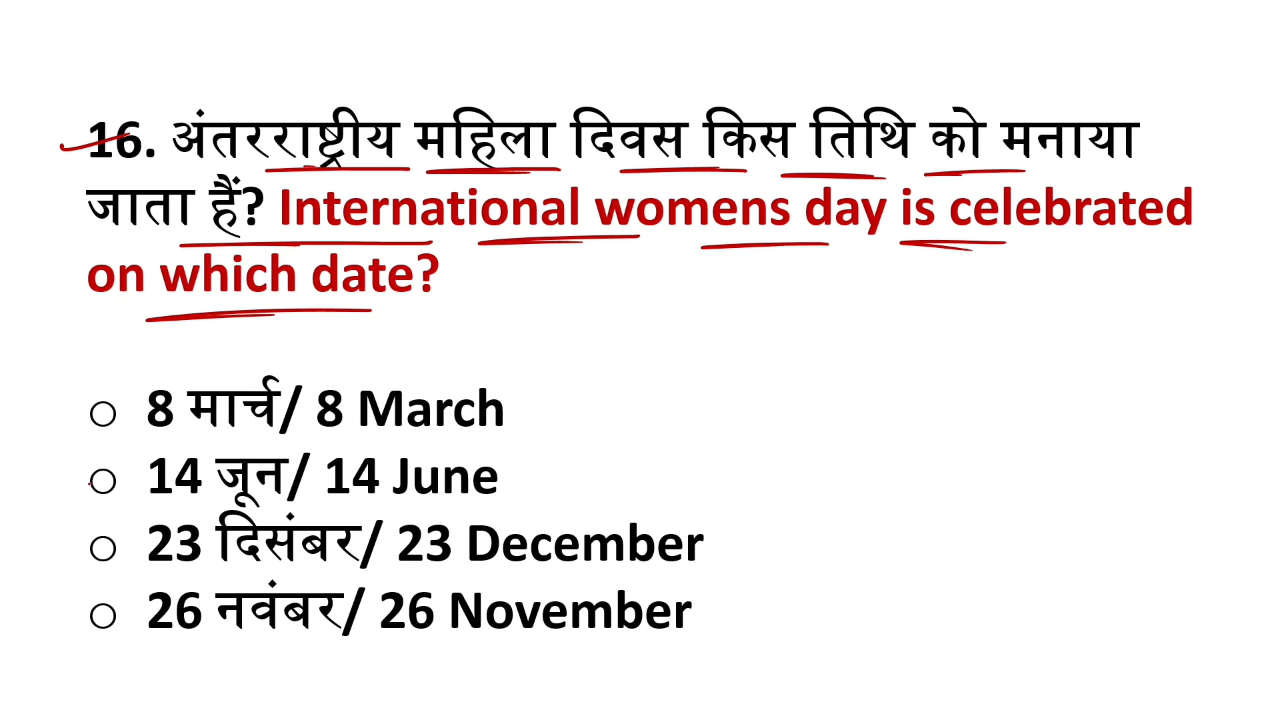 16. अंतरराष्ट्रीय महिला दिवस किस तिथि को मनाया
जाता हैं? International womens day is celebrated
on which date?
8 मार्च/ 8 March
14 जून/ 14 June
23 दिसंबर/ 23 December
26 नवंबर/ 26 November